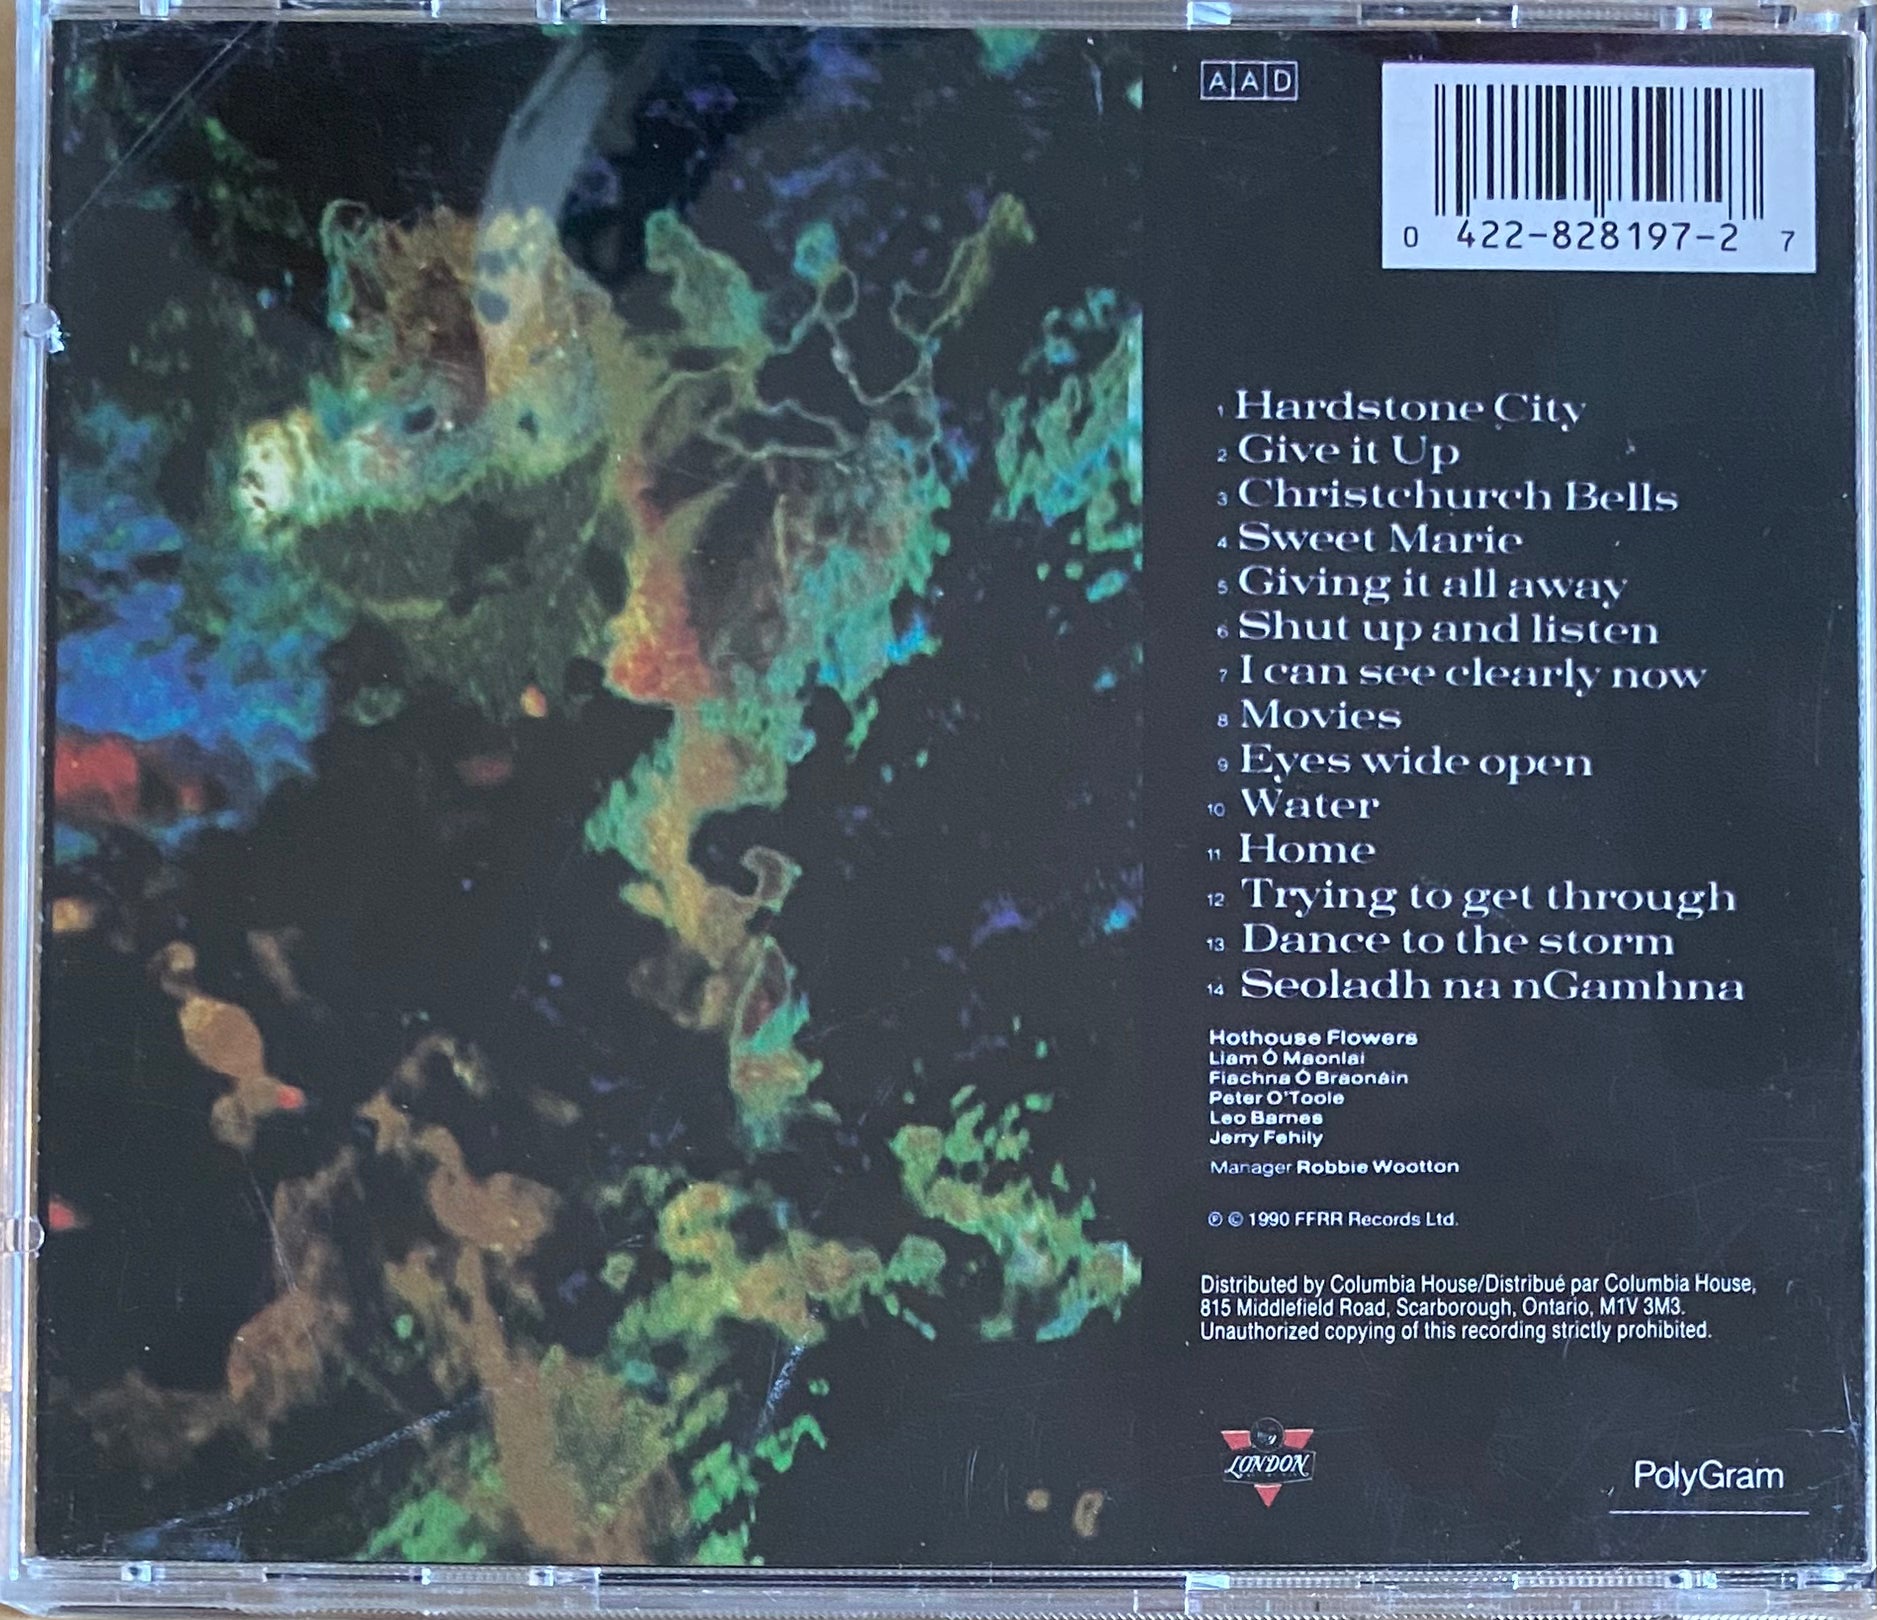 AAD
0 422-828197-2 7
1 Hardstone City
2 Give it Up
3 Christchurch Bells
4 Sweet Marie
5 Giving it all away
6 Shut up and listen
7 I can see clearly now
8 Movies
9 Eyes wide open
10 Water
11 Home
12 Trying to get through
13 Dance to the storm
14 Seoladh na nGamhna
Hothouse Flowers
Liam Ó Maonlai
Fiachna Ó Braonáin
Peter O'Toole
Leo Barnes
Jerry Fehily
Manager Robbie Wootton
℗ © 1990 FFRR Records Ltd.
Distributed by Columbia House/Distribué par Columbia House,
815 Middlefield Road, Scarborough, Ontario, M1V 3M3.
Unauthorized copying of this recording strictly prohibited.
LONDON
PolyGram